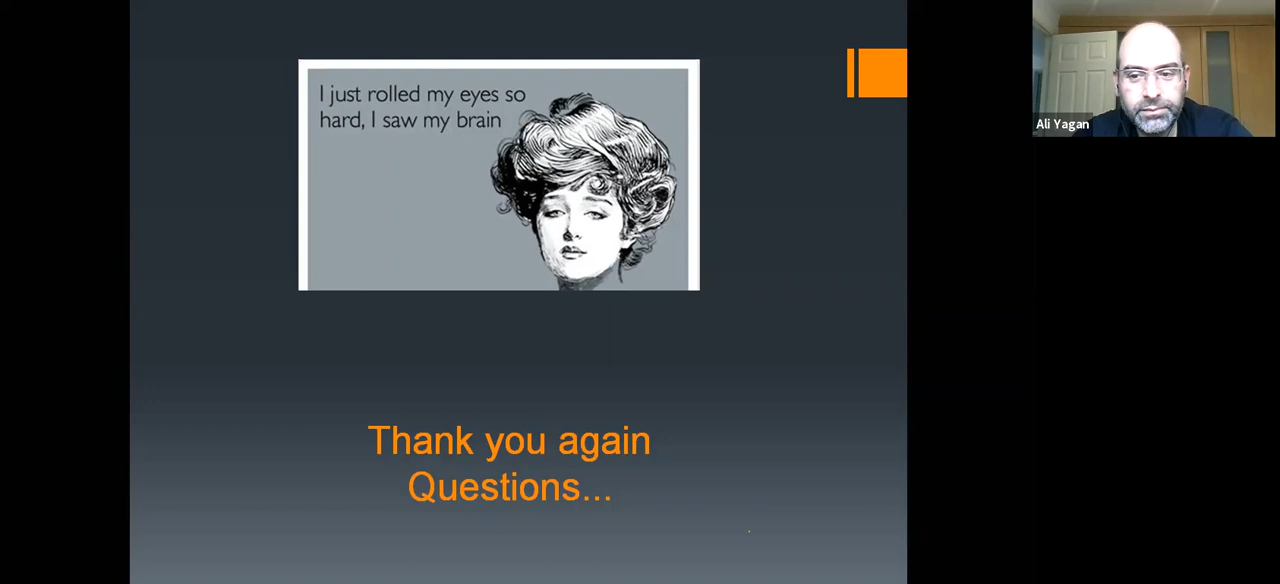 I just rolled my eyes so
hard, I saw my brain
Ali Yagan
Thank you again
Questions...